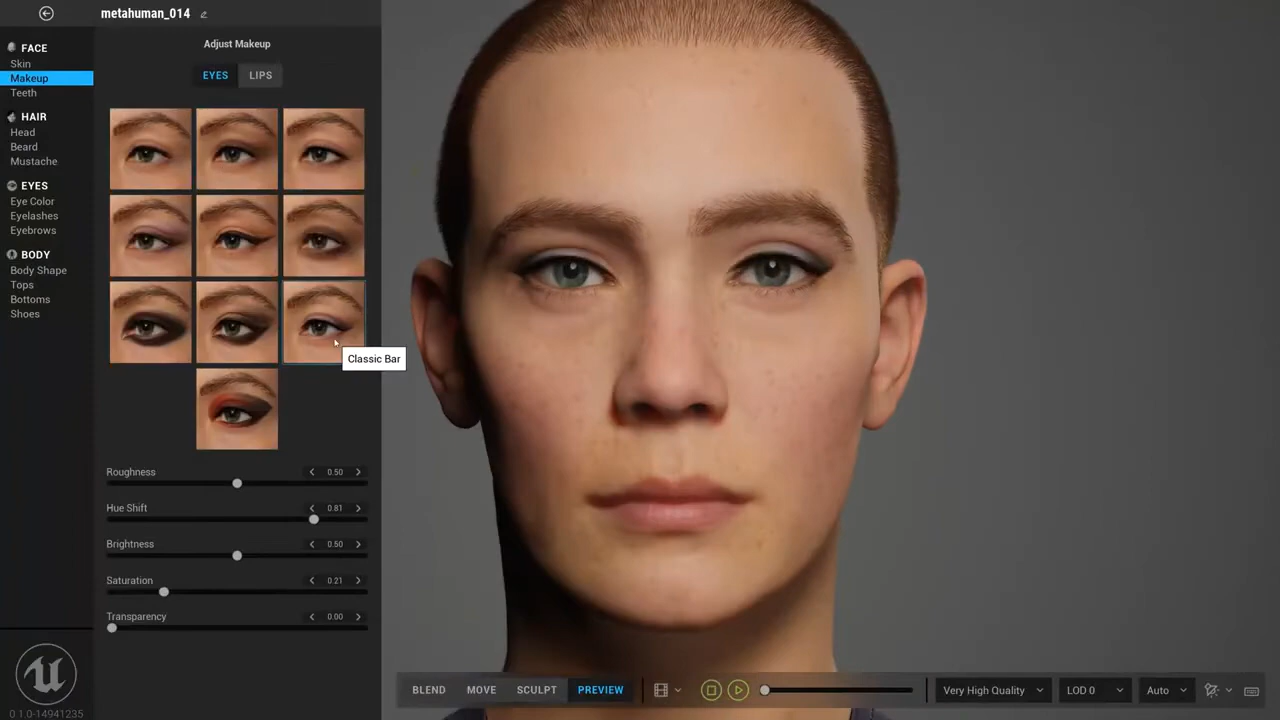 metahuman_014
FACE
Skin
Makeup
Teeth
HAIR
Head
Beard
Mustache
EYES
Eye Color
Eyelashes
Eyebrows
BODY
Body Shape
Tops
Bottoms
Shoes
0.1.0-14941235
Adjust Makeup
EYES LIPS
Classic Bar
Roughness 0.50
Hue Shift 0.81
Brightness 0.50
Saturation 0.21
Transparency 0.00
BLEND MOVE SCULPT PREVIEW Very High Quality LOD 0 Auto